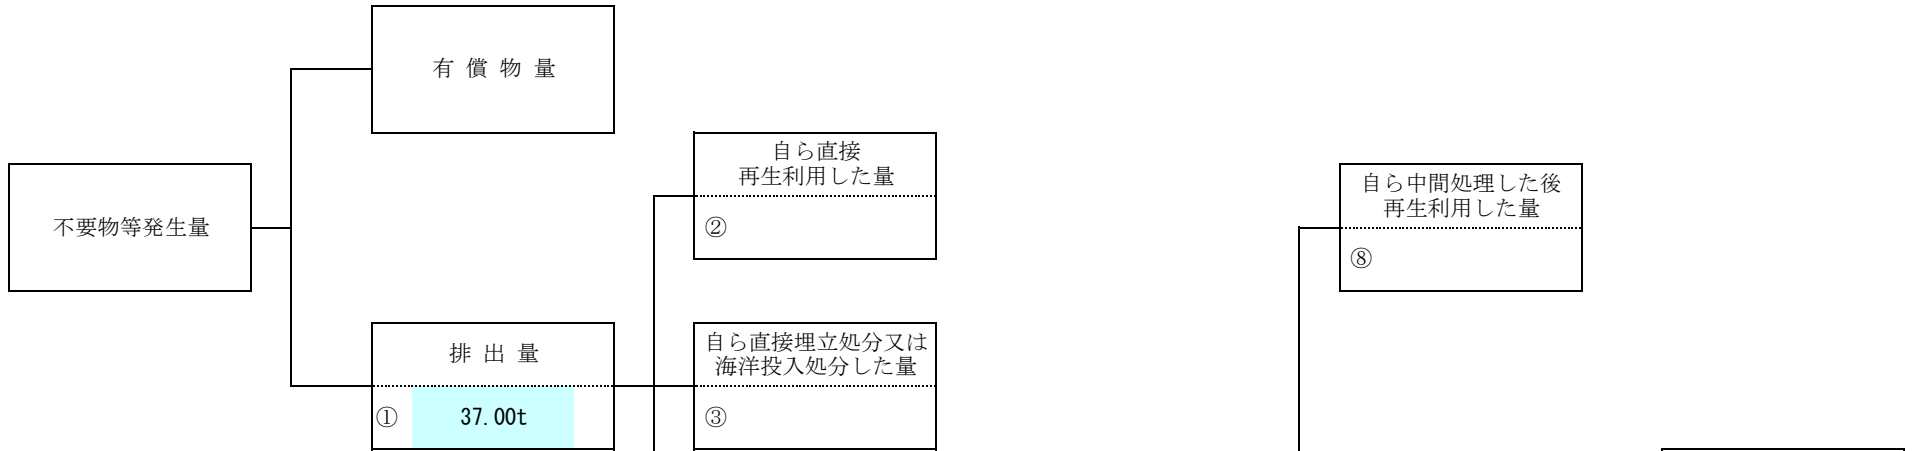 有 償 物 量
自ら直接
再生利用した量
②
不要物等発生量
自ら中間処理した後
再生利用した量
⑧
排 出 量
① 37.00t
自ら直接埋立処分又は
海洋投入処分した量
③